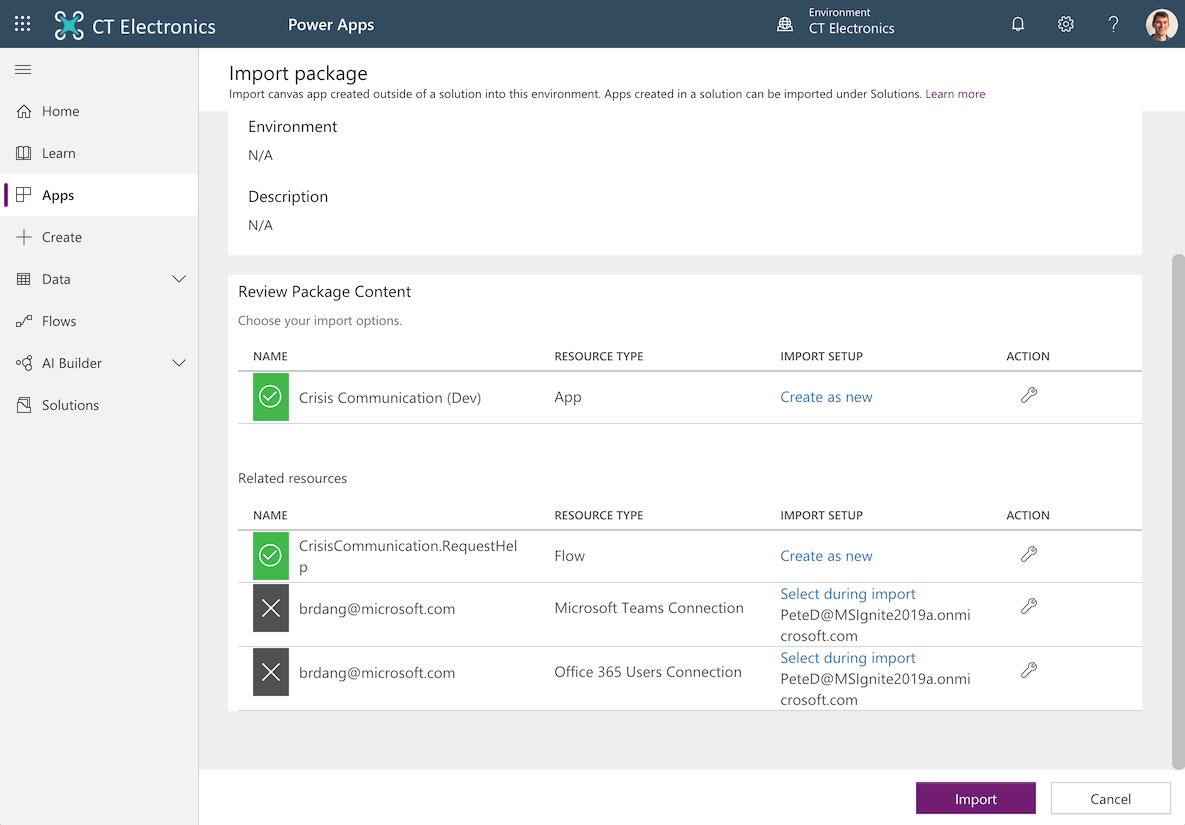 CT Electronics
Power Apps
Environment
CT Electronics
?
Home
Learn
Apps
Create
Data
Flows
AI Builder
Solutions
Import package
Import canvas app created outside of a solution into this environment. Apps created in a solution can be imported under Solutions. Learn more
Environment
N/A
Description
N/A
Review Package Content
Choose your import options.
NAME RESOURCE TYPE IMPORT SETUP ACTION
Crisis Communication (Dev) App Create as new
Related resources
NAME RESOURCE TYPE IMPORT SETUP ACTION
CrisisCommunication.RequestHel
p
Flow Create as new
brdang@microsoft.com Microsoft Teams Connection
Select during import
PeteD@MSIgnite2019a.onmi
crosoft.com
brdang@microsoft.com Office 365 Users Connection
Select during import
PeteD@MSIgnite2019a.onmi
crosoft.com
Import Cancel